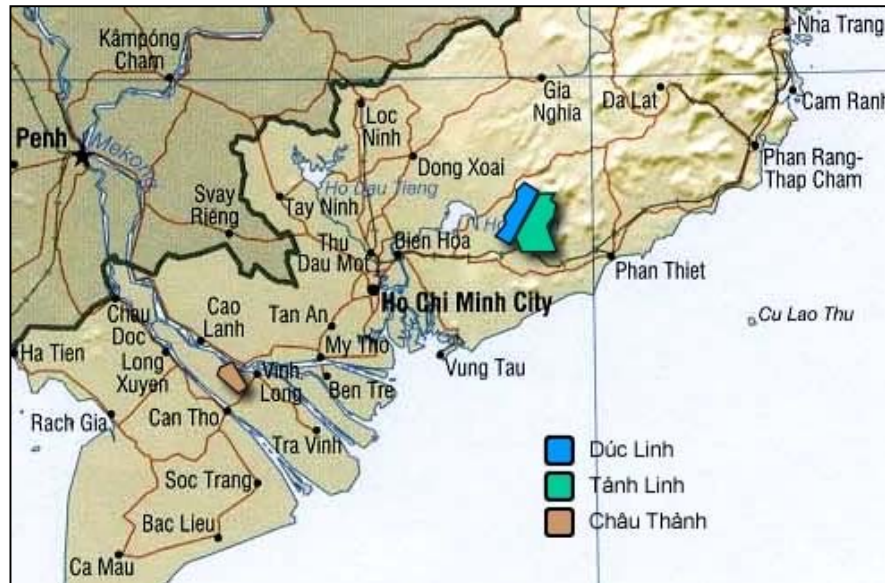 Nha Trang
Kâmpóng
Cham
Gia
Nghia
Da Lat
Cam Ranh
Loc
Ninh
Penh
Mekong
Dong Xoai
Phan Rang-
Thap Cham
Svay
Riêng
Ho Dau Tiang
Tay Ninh
Thu
Dau Mot
Bien Hoa
Phan Thiet
Ho Chi Minh City
Chau
Doc
Cao
Lanh
Tan An
Cu Lao Thu
Ha Tien
Long
Xuyen
My Tho
Vung Tau
Vinh
Long
Ben Tre
Rach Gia
Can Tho
Tra Vinh
Soc Trang
Bac Lieu
Ca Mau
Dúc Linh
Tánh Linh
Châu Thành